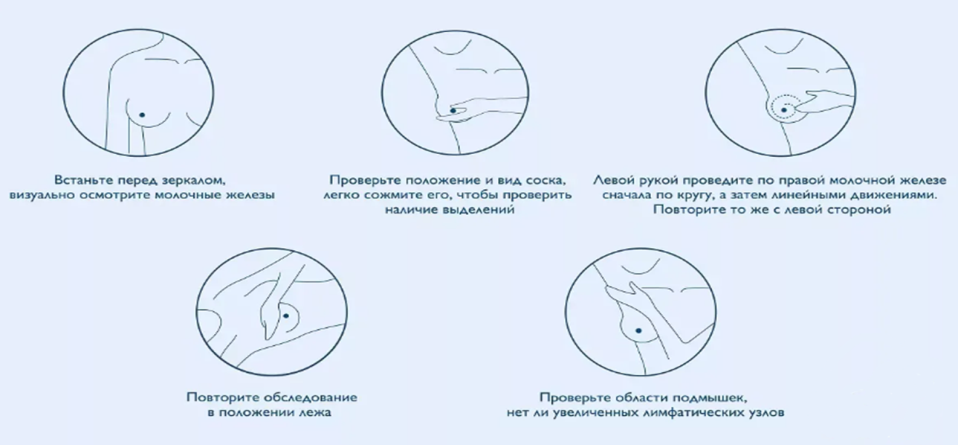 Встаньте перед зеркалом,
визуально осмотрите молочные железы
Проверьте положение и вид соска,
легко сожмите его, чтобы проверить
наличие выделений
Левой рукой проведите по правой молочной железе
сначала по кругу, а затем линейными движениями.
Повторите то же с левой стороной
Повторите обследование
в положении лежа
Проверьте области подмышек,
нет ли увеличенных лимфатических узлов